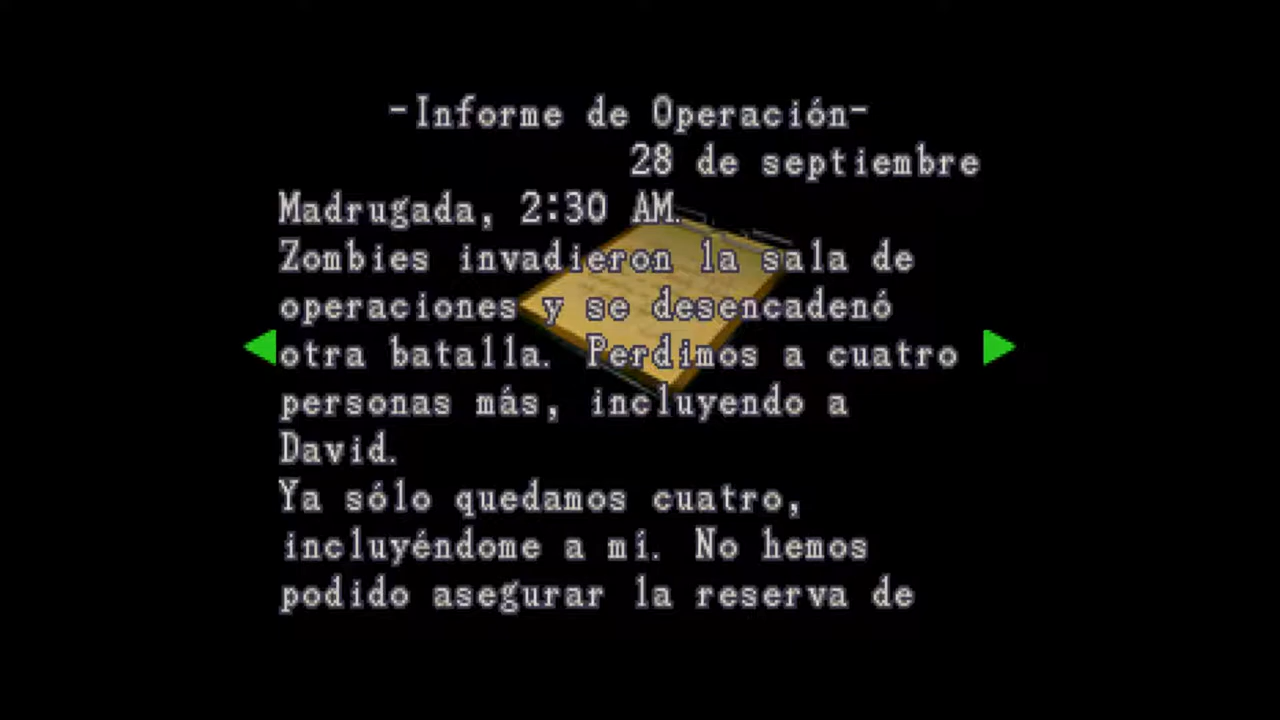 -Informe de Operación-
28 de septiembre
Madrugada, 2:30 AM.
Zombies invadieron la sala de
operaciones y se desencadenó
otra batalla. Perdimos a cuatro
personas más, incluyendo a
David.
Ya sólo quedamos cuatro,
incluyéndome a mí. No hemos
podido asegurar la reserva de